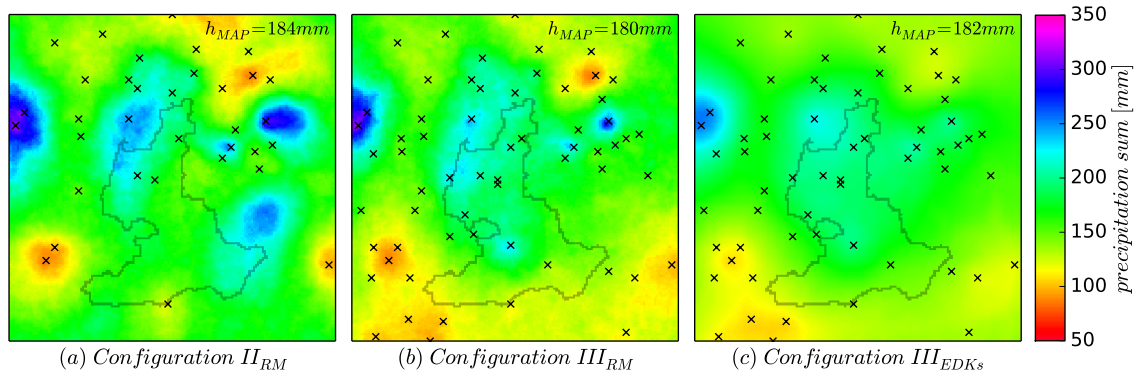 h_MAP=184mm
h_MAP=180mm
h_MAP=182mm
350
300
250
200
150
100
50
precipitation sum [mm]
(a) Configuration II_RM
(b) Configuration III_RM
(c) Configuration III_EDKs